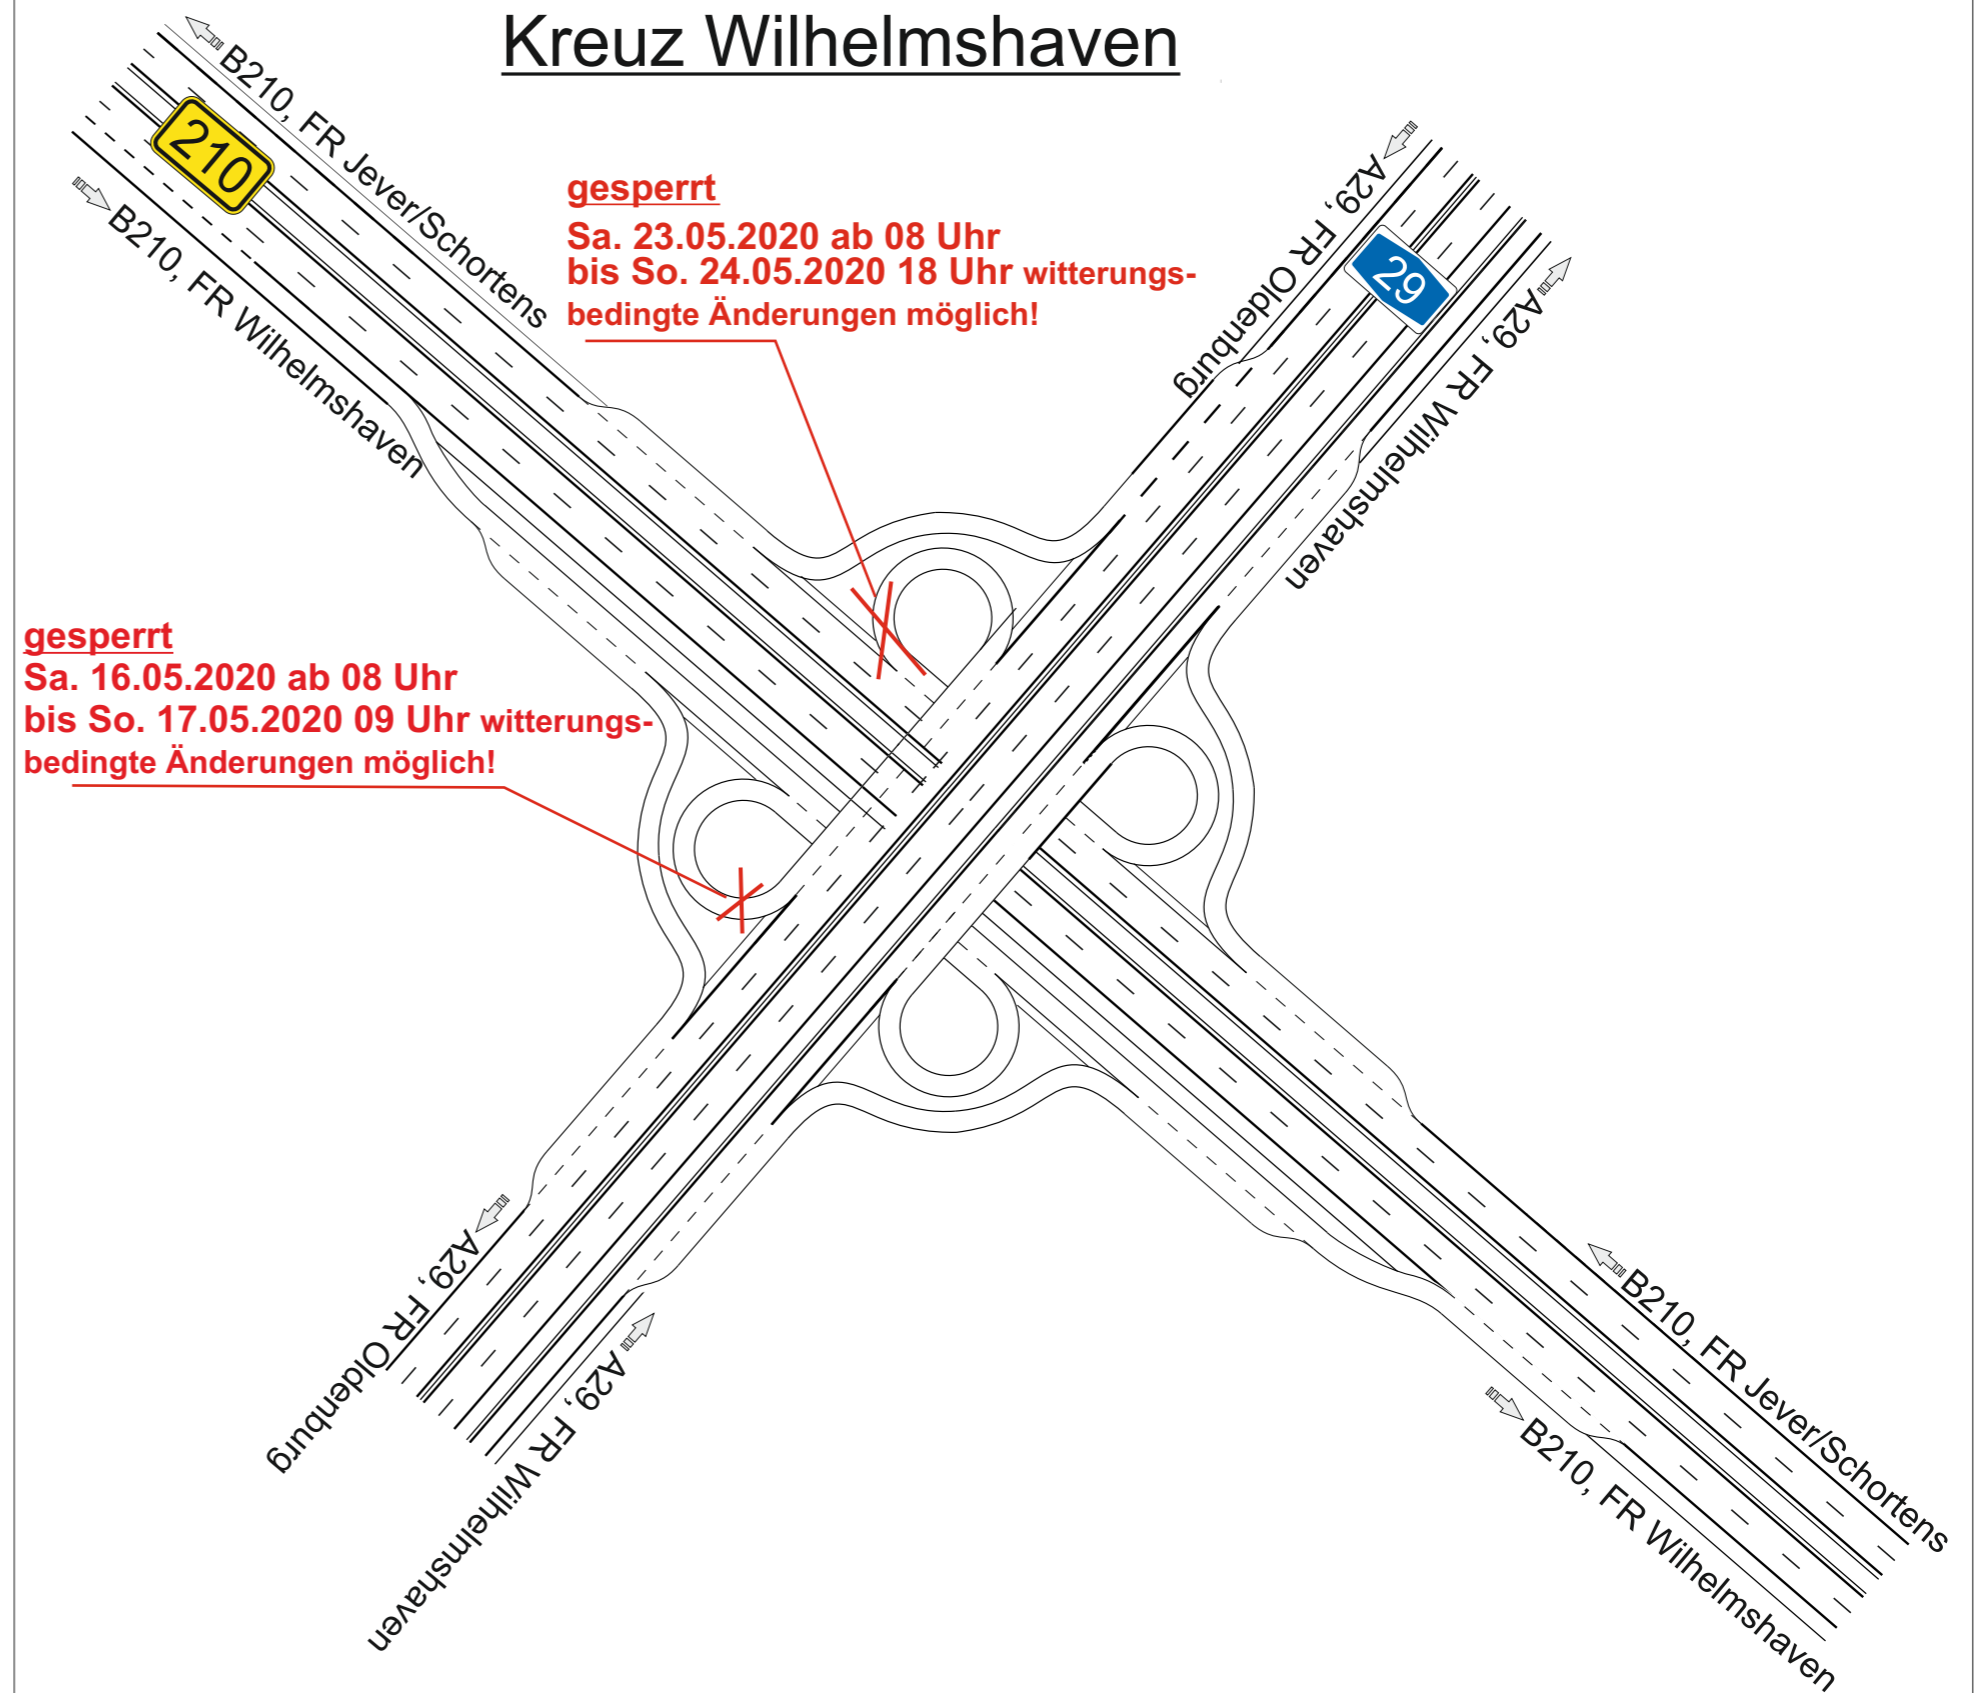 Kreuz Wilhelmshaven
B210, FR Jever/Schortens
210
B210, FR Wilhelmshaven
gesperrt
Sa. 23.05.2020 ab 08 Uhr
bis So. 24.05.2020 18 Uhr witterungs-
bedingte Änderungen möglich!
A29, FR Oldenburg
29
A29, FR Wilhelmshaven
gesperrt
Sa. 16.05.2020 ab 08 Uhr
bis So. 17.05.2020 09 Uhr witterungs-
bedingte Änderungen möglich!
A29, FR Oldenburg
A29, FR Wilhelmshaven
B210, FR Jever/Schortens
B210, FR Wilhelmshaven